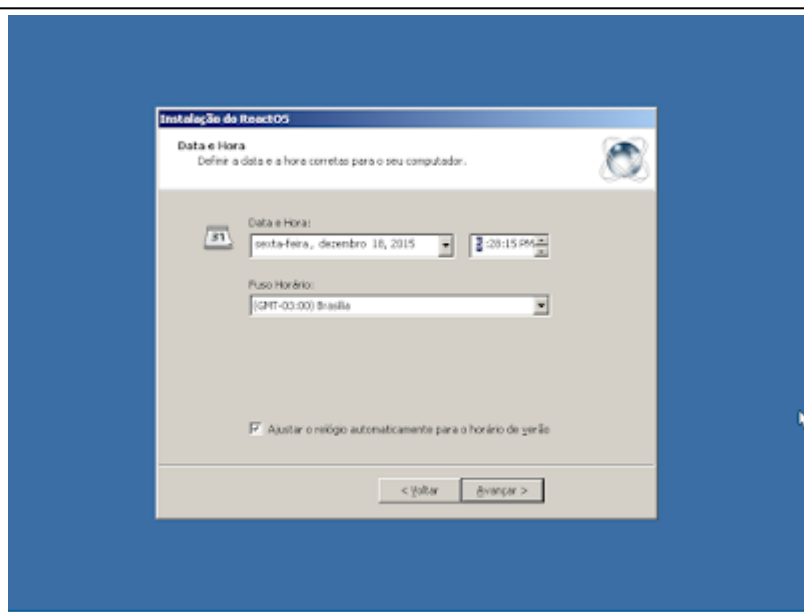 Instalação do ReactOS
Data e Hora
Definir a data e a hora corretas para o seu computador.
31
Data e Hora:
sexta-feira, dezembro 18, 2015
:28:15 PM
Fuso Horário:
(GMT-03:00) Brasília
Ajustar o relógio automaticamente para o horário de verão
< Voltar
Avançar >